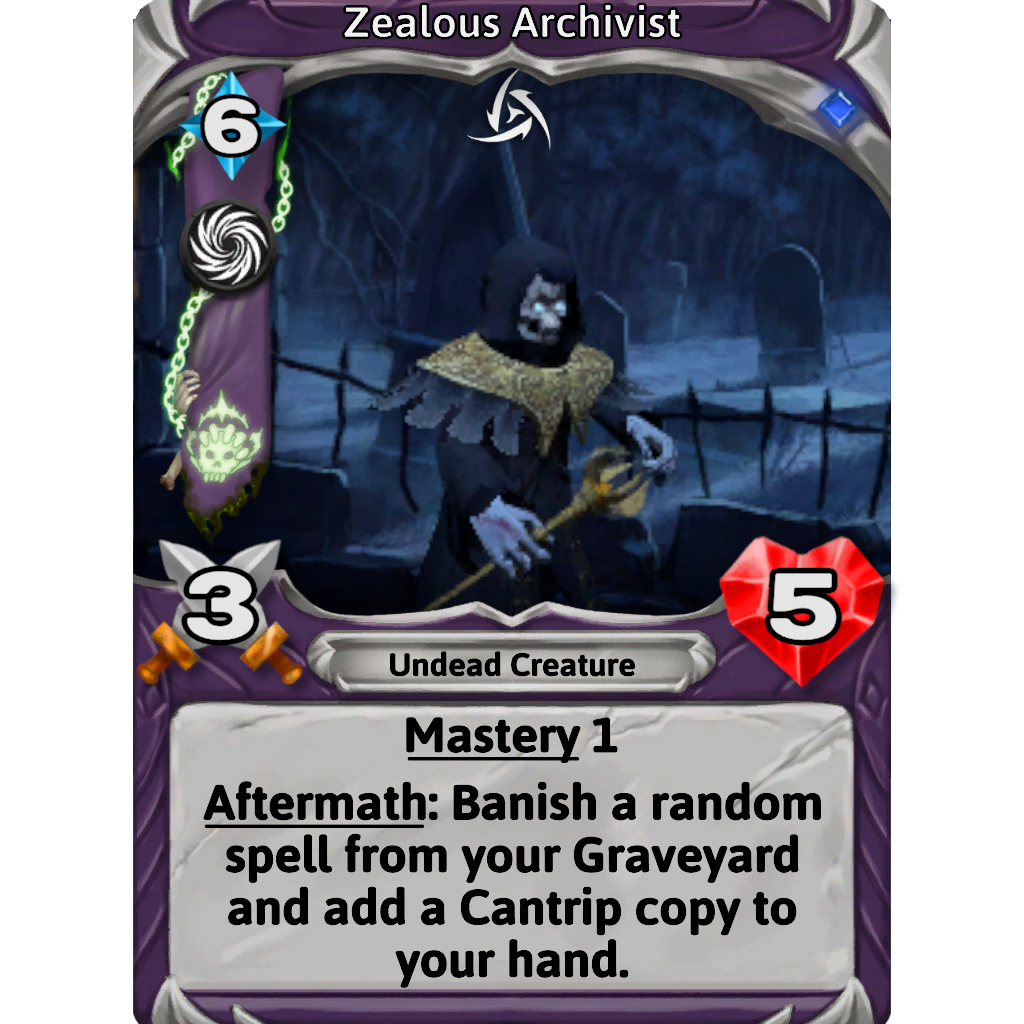 Zealous Archivist
6
3
5
Undead Creature
Mastery 1
Aftermath: Banish a random
spell from your Graveyard
and add a Cantrip copy to
your hand.